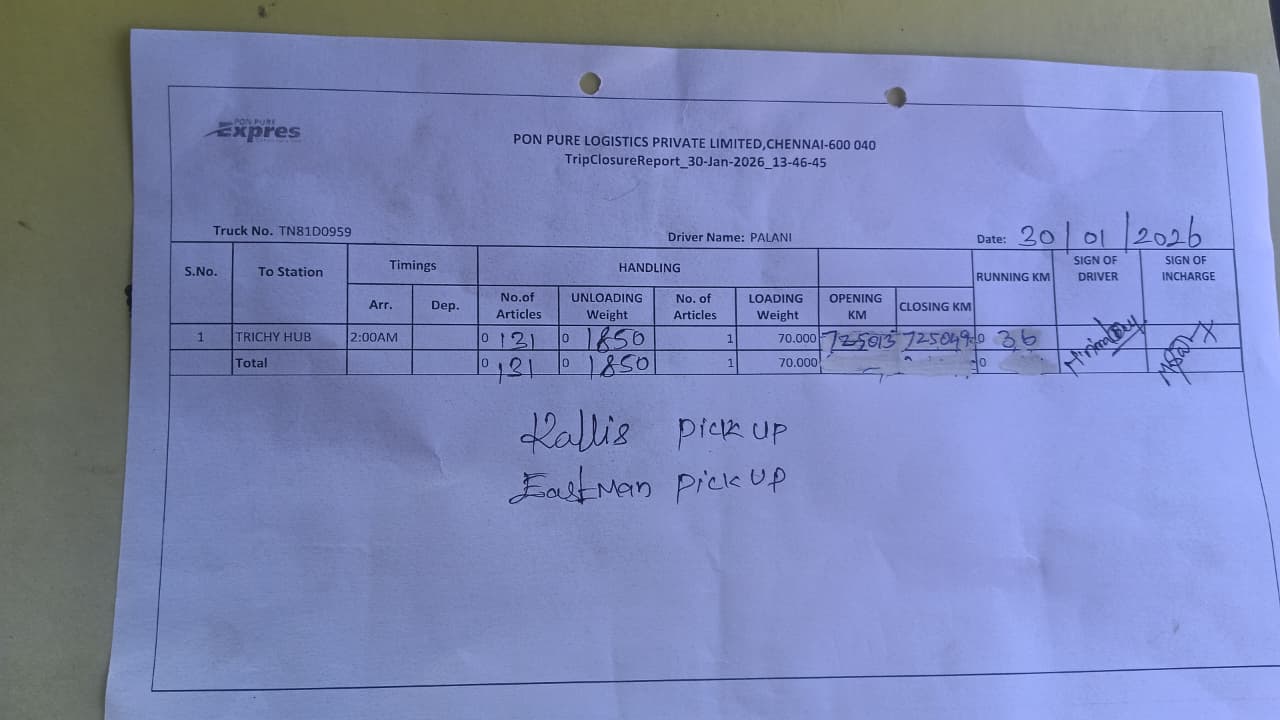 PON PURE
Expres
PON PURE LOGISTICS PRIVATE LIMITED,CHENNAI-600 040
TripClosureReport_30-Jan-2026_13-46-45
Truck No. TN81D0959 Driver Name: PALANI Date: 30/01/2026
S.No. To Station Timings HANDLING RUNNING KM SIGN OF DRIVER SIGN OF INCHARGE
Arr. Dep. No.of Articles UNLOADING Weight No. of Articles LOADING Weight OPENING KM CLOSING KM
1 TRICHY HUB 2:00AM 0 131 0 1850 1 70.000 725013 725049 0 36
Total 0 131 0 1850 1 70.000 0
Kallis Pick UP
EastMan Pick UP